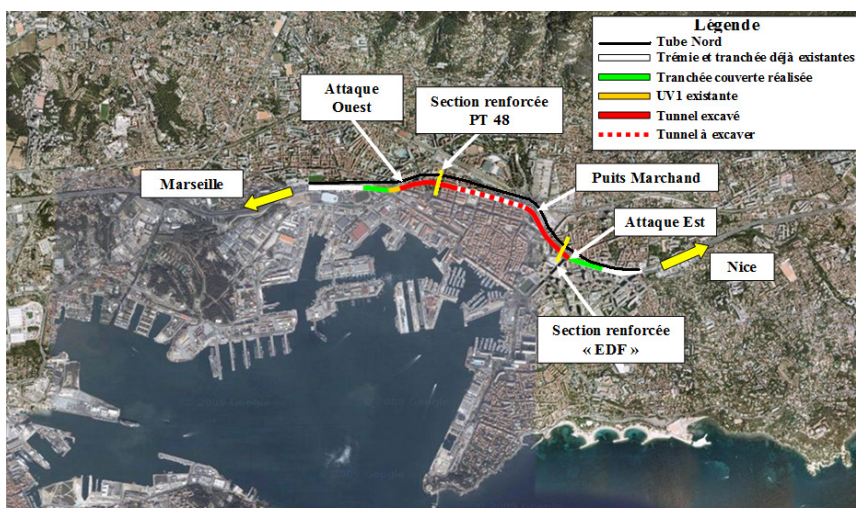 Légende
Tube Nord
Trémie et tranchée déjà existantes
Tranchée couverte réalisée
UV1 existante
Tunnel excavé
Tunnel à excaver
Attaque
Ouest
Section renforcée
PT 48
Marseille
Puits Marchand
Attaque Est
Nice
Section renforcée
« EDF »